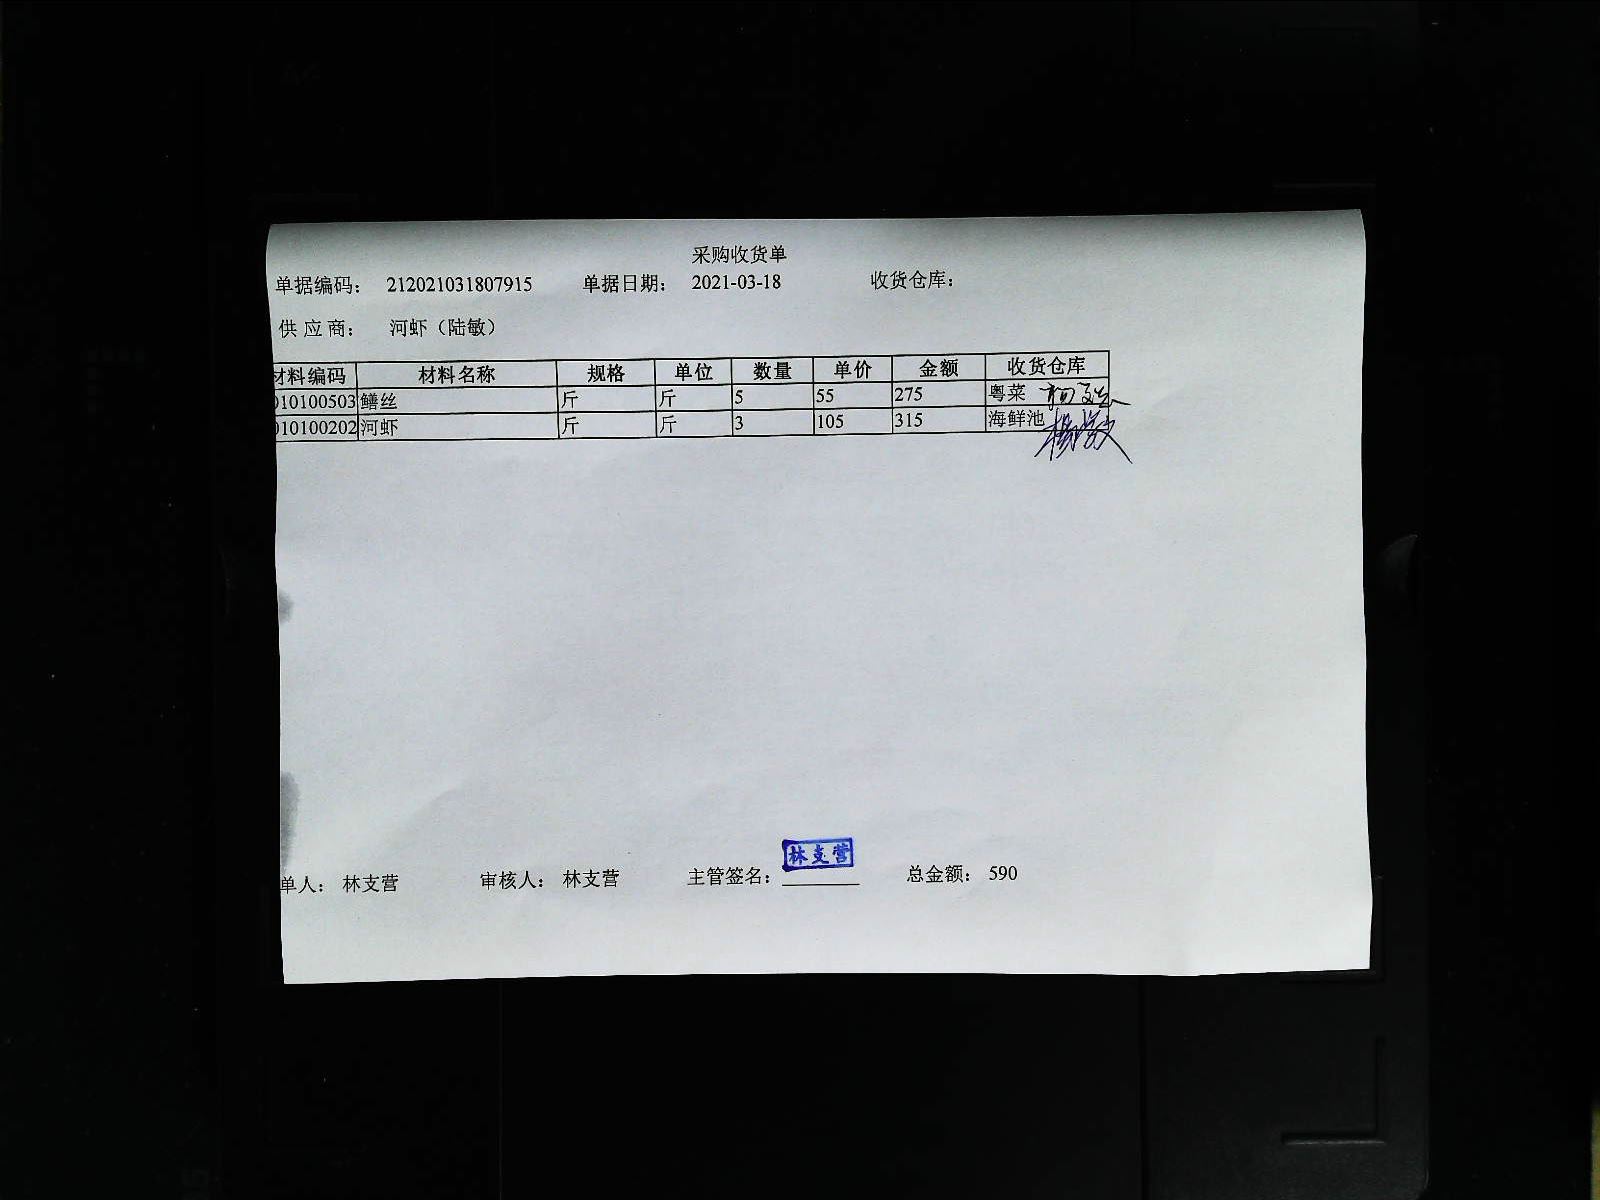 采购收货单
单据编码： 212021031807915 单据日期： 2021-03-18 收货仓库：
供应商： 河虾（陆敏）
材料编码 材料名称 规格 单位 数量 单价 金额 收货仓库
010100503 鳝丝 斤 斤 5 55 275 粤菜
010100202 河虾 斤 斤 3 105 315 海鲜池
林支营
单人： 林支营 审核人： 林支营 主管签名： 总金额： 590